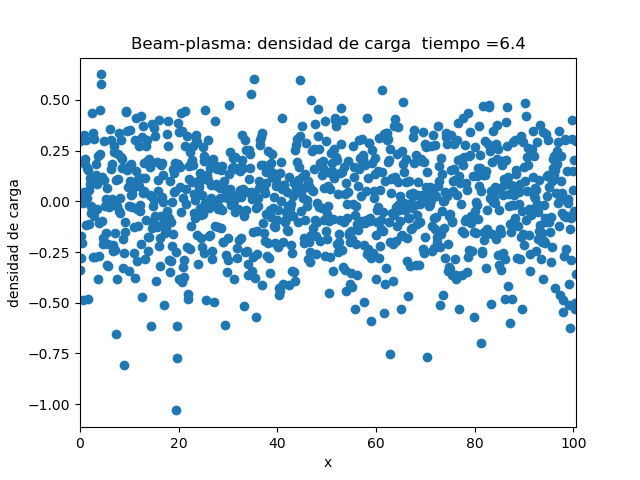 Beam-plasma: densidad de carga  tiempo =6.4
densidad de carga
0.50
0.25
0.00
−0.25
−0.50
−0.75
−1.00
0 20 40 60 80 100
x